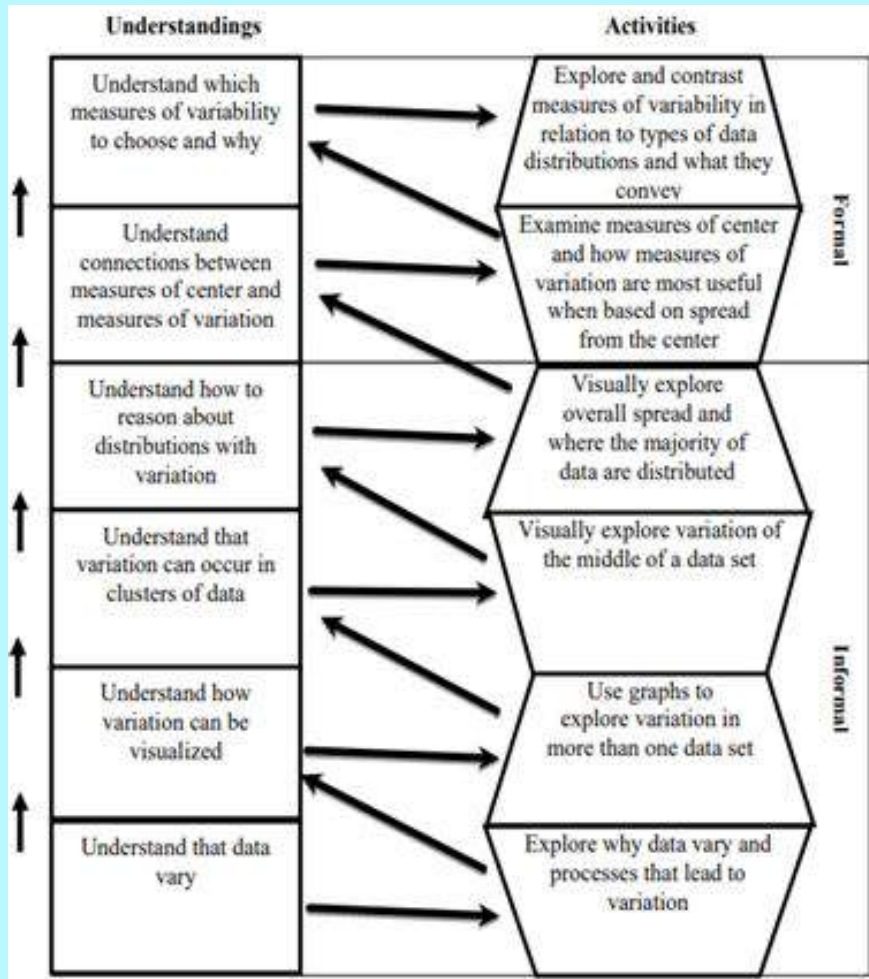 Understandings
Activities
Understand which
measures of variability
to choose and why
Explore and contrast
measures of variability in
relation to types of data
distributions and what they
convey
Understand
connections between
measures of center and
measures of variation
Examine measures of center
and how measures of
variation are most useful
when based on spread
from the center
Formal
Understand how to
reason about
distributions with
variation
Visually explore
overall spread and
where the majority of
data are distributed
Understand that
variation can occur in
clusters of data
Visually explore variation of
the middle of a data set
Understand how
variation can be
visualized
Use graphs to
explore variation in
more than one data set
Informal
Understand that data
vary
Explore why data vary and
processes that lead to
variation